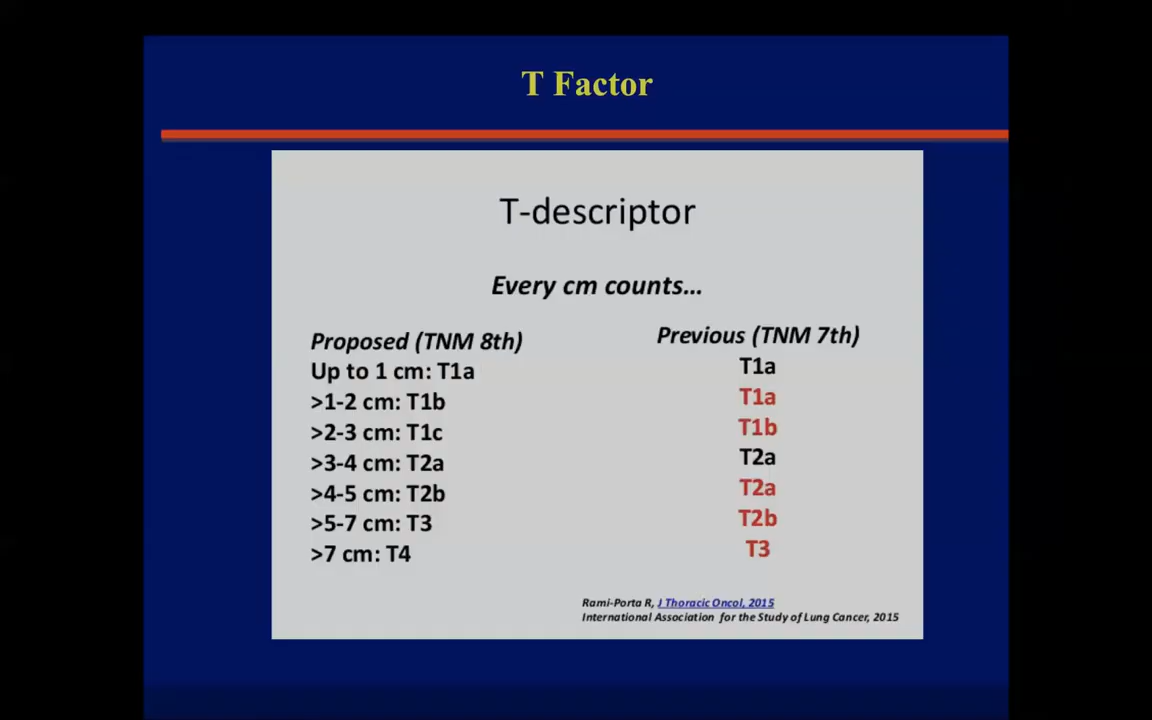 T Factor
T-descriptor
Every cm counts…
Proposed (TNM 8th)
Up to 1 cm: T1a
>1-2 cm: T1b
>2-3 cm: T1c
>3-4 cm: T2a
>4-5 cm: T2b
>5-7 cm: T3
>7 cm: T4
Previous (TNM 7th)
T1a
T1a
T1b
T2a
T2a
T2b
T3
Rami-Porta R, J Thoracic Oncol, 2015
International Association for the Study of Lung Cancer, 2015